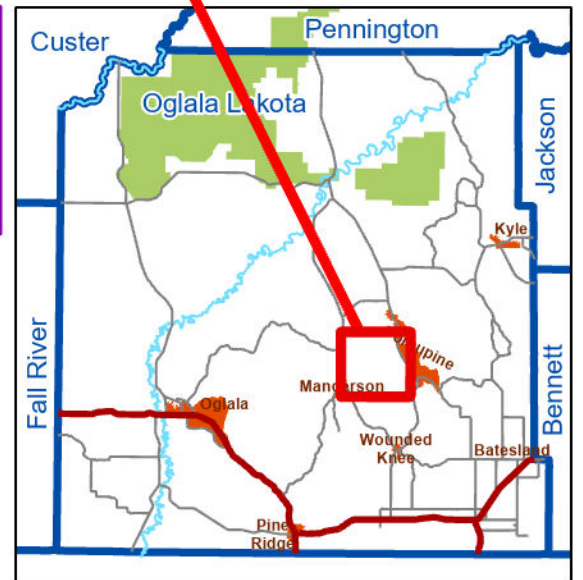 Custer
Pennington
Oglala Lakota
Jackson
Kyle
Fall River
Manderson
Oglala
Wounded
Knee
Batesland
Bennett
Pine
Ridge